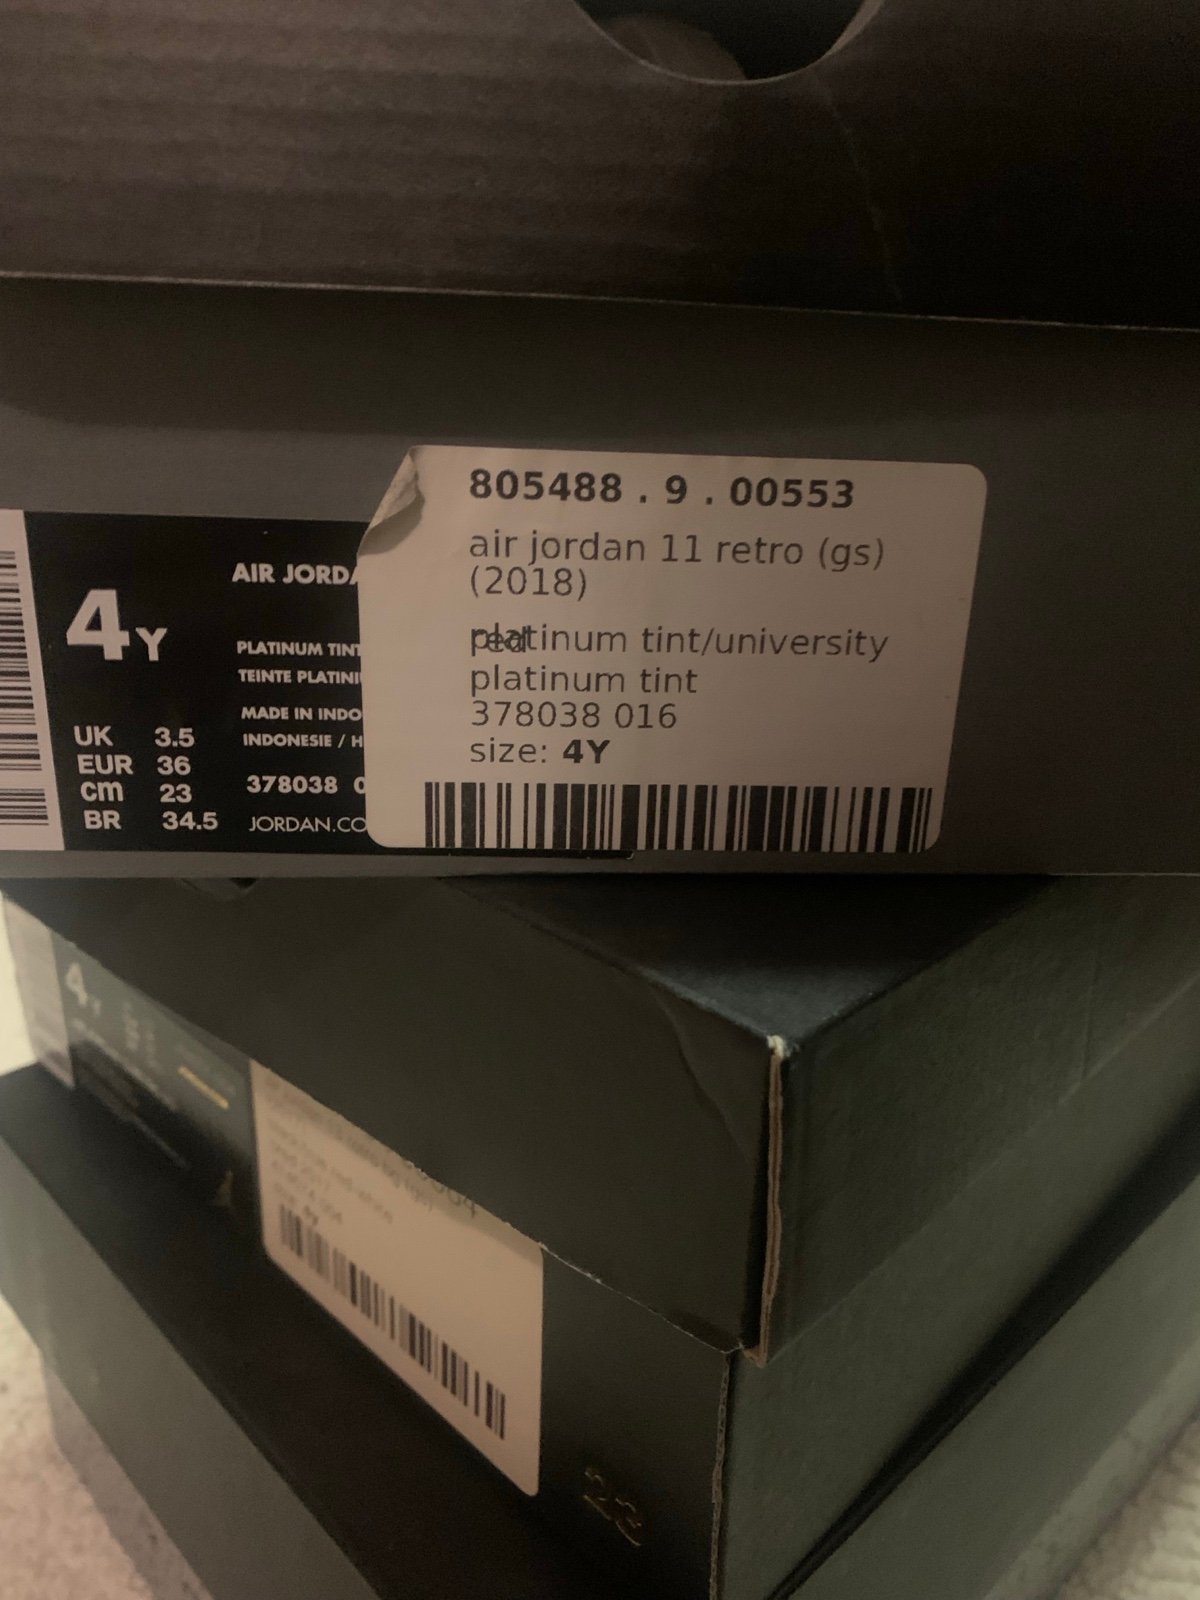 805488 . 9 . 00553
air jordan 11 retro (gs)
(2018)
platinum tint/university
red
platinum tint
378038 016
size: 4Y
4Y
UK 3.5
EUR 36
cm 23
BR 34.5
AIR JORDA
PLATINUM TINT
TEINTE PLATINI
MADE IN INDO
INDONESIE / H
378038 0
JORDAN.CO
4Y
23